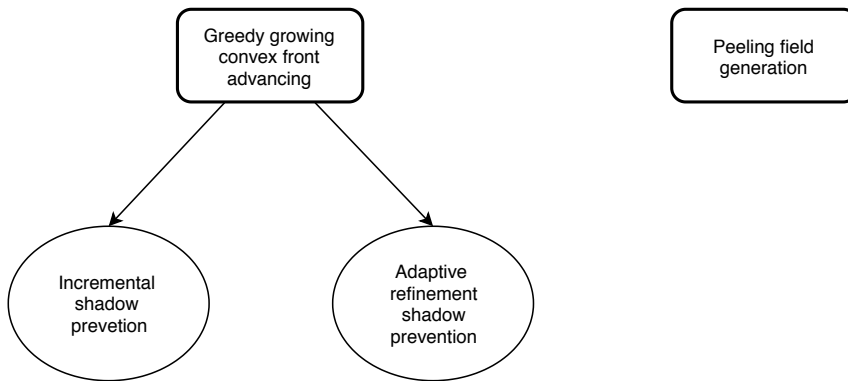 Greedy growing
convex front
advancing
Peeling field
generation
Incremental
shadow
prevetion
Adaptive
refinement
shadow
prevention